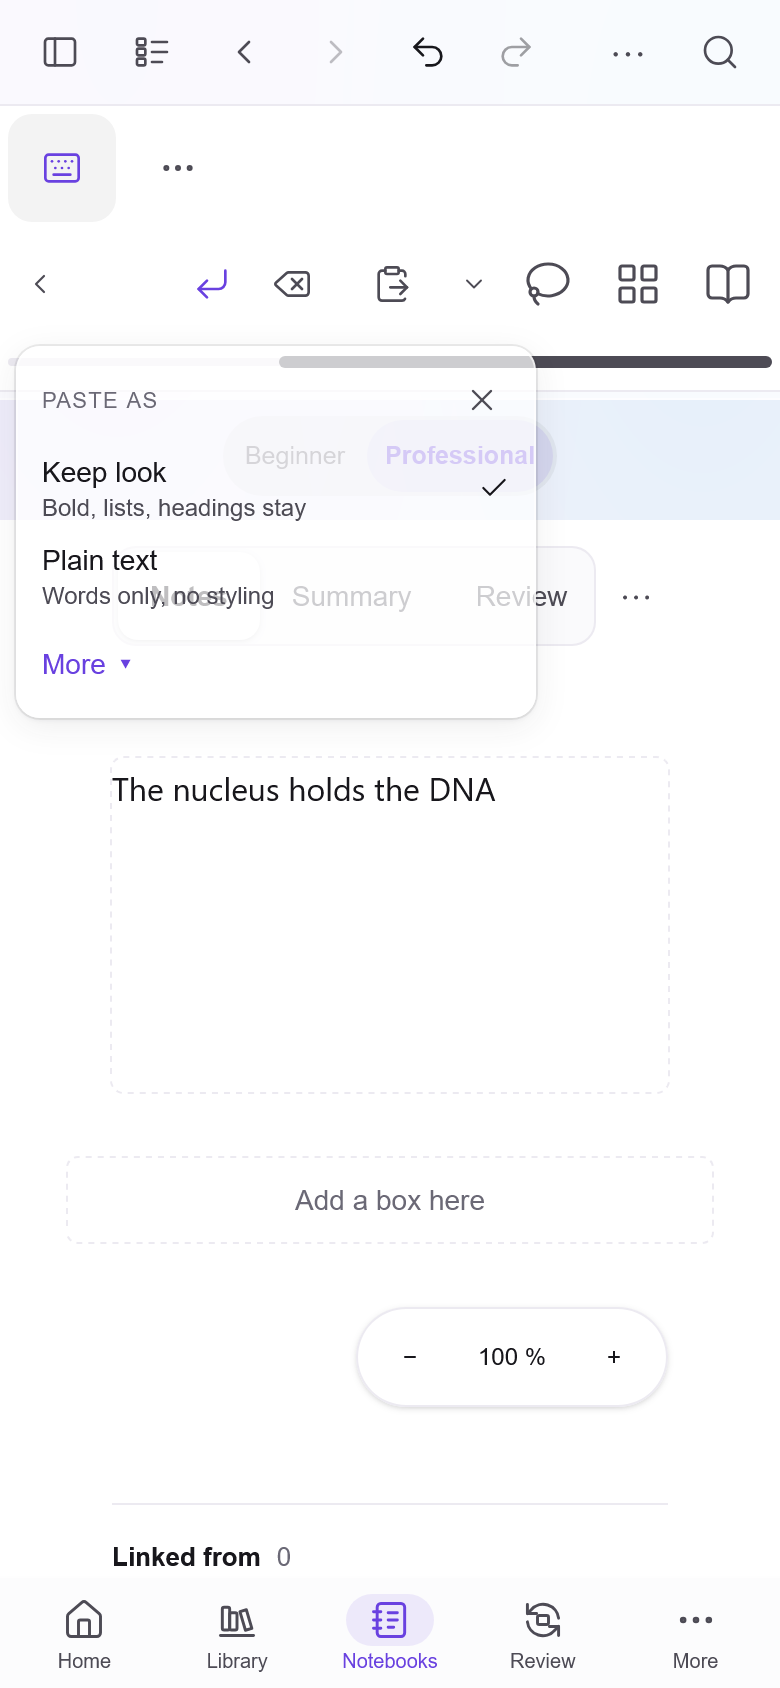 PASTE AS
Beginner Professional
Keep look
Bold, lists, headings stay
Plain text
Words only, no styling
Notes Summary Review
More
The nucleus holds the DNA
Add a box here
− 100 % +
Linked from 0
Home Library Notebooks Review More